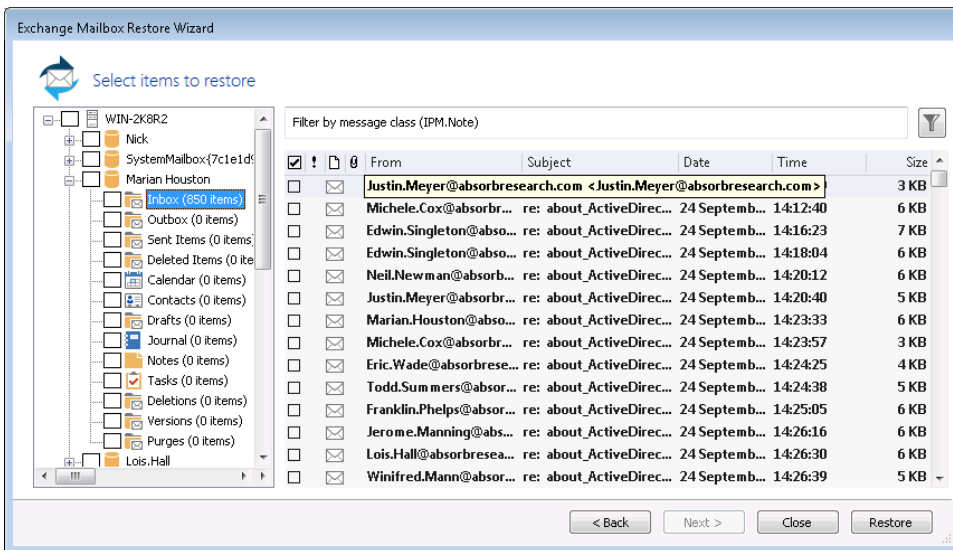 Exchange Mailbox Restore Wizard
Select items to restore
WIN-2K8R2
Nick
SystemMailbox{7c1e1d9
Marian Houston
Inbox (850 items)
Outbox (0 items)
Sent Items (0 items)
Deleted Items (0 ite
Calendar (0 items)
Contacts (0 items)
Drafts (0 items)
Journal (0 items)
Notes (0 items)
Tasks (0 items)
Deletions (0 items)
Versions (0 items)
Purges (0 items)
Lois.Hall
Filter by message class (IPM.Note)
! From Subject Date Time Size
Justin.Meyer@absorbresearch.com <Justin.Meyer@absorbresearch.com> 3 KB
Michele.Cox@absorbr... re: about_ActiveDirec... 24 Septemb... 14:12:40 6 KB
Edwin.Singleton@abso... re: about_ActiveDirec... 24 Septemb... 14:16:23 7 KB
Edwin.Singleton@abso... re: about_ActiveDirec... 24 Septemb... 14:18:04 6 KB
Neil.Newman@absorb... re: about_ActiveDirec... 24 Septemb... 14:20:12 6 KB
Justin.Meyer@absorbr... re: about_ActiveDirec... 24 Septemb... 14:20:40 5 KB
Marian.Houston@abso... re: about_ActiveDirec... 24 Septemb... 14:23:33 6 KB
Michele.Cox@absorbr... re: about_ActiveDirec... 24 Septemb... 14:23:57 3 KB
Eric.Wade@absorbrese... re: about_ActiveDirec... 24 Septemb... 14:24:25 4 KB
Todd.Summers@absor... re: about_ActiveDirec... 24 Septemb... 14:24:38 5 KB
Franklin.Phelps@absor... re: about_ActiveDirec... 24 Septemb... 14:25:05 6 KB
Jerome.Manning@abs... re: about_ActiveDirec... 24 Septemb... 14:26:16 6 KB
Lois.Hall@absorbresea... re: about_ActiveDirec... 24 Septemb... 14:26:30 6 KB
Winifred.Mann@absor... re: about_ActiveDirec... 24 Septemb... 14:26:39 5 KB
< Back Next > Close Restore